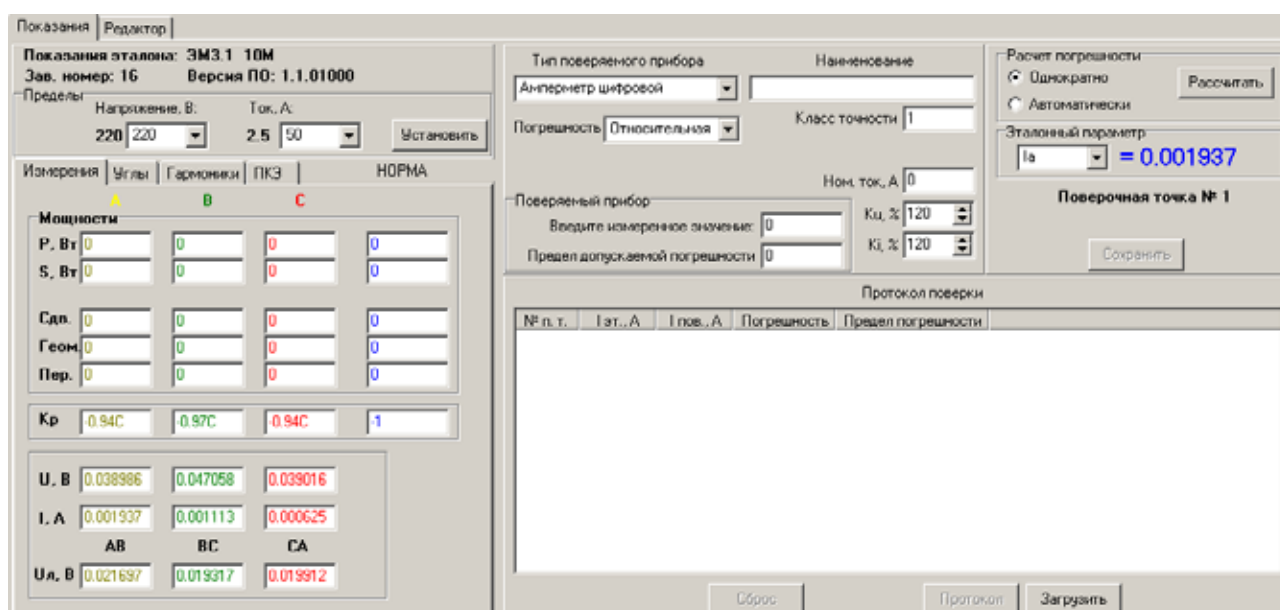 Показания Редактор
Показания эталона: ЭМ3.1 10М
Зав. номер: 16 Версия ПО: 1.1.01000
Пределы
Напряжение, В: Ток, А:
220 220 2.5 50 Установить
Измерения Углы Гармоники ПКЭ НОРМА
A B C
Мощности
P, Вт 0 0 0 0
S, Вт 0 0 0 0
Сдв. 0 0 0 0
Геом. 0 0 0 0
Пер. 0 0 0 0
Кр -0.94C -0.97C -0.94C -1
U, В 0.038986 0.047058 0.039016
I, А 0.001937 0.001113 0.000625
AB BC CA
Uл, В 0.021697 0.019317 0.019912
Тип поверяемого прибора Наименование
Амперметр цифровой
Погрешность Относительная Класс точности 1
Ном. ток, А 0
Поверяемый прибор
Введите измеренное значение: 0 Кu, % 120
Предел допускаемой погрешности 0 Ki, % 120
Расчет погрешности
Однократно Рассчитать
Автоматически
Эталонный параметр
Ia = 0.001937
Поверочная точка № 1
Сохранить
Протокол поверки
№ п. т. I эт., А I пов., А Погрешность Предел погрешности
Сброс Протокол Загрузить